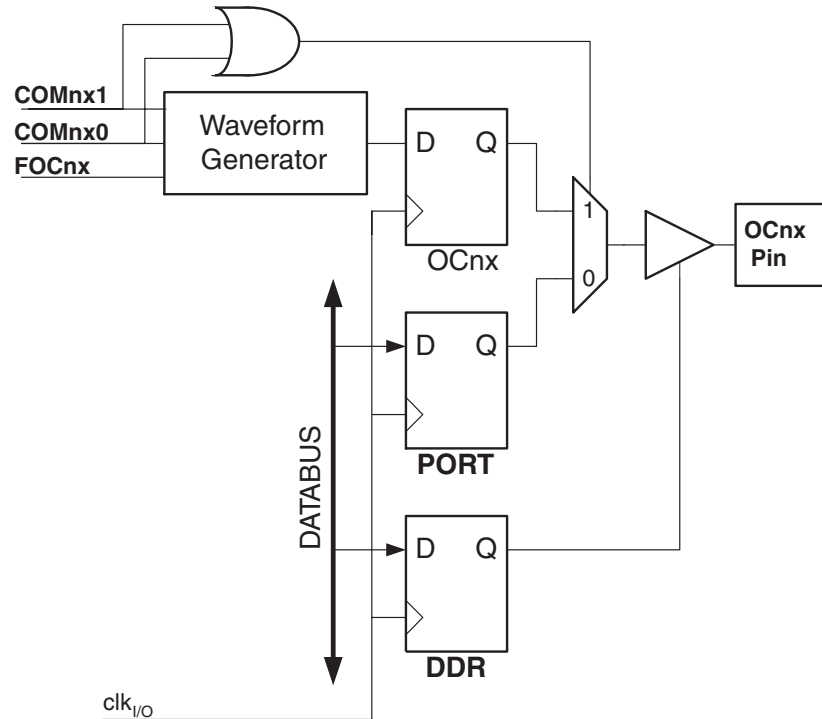 COMnx1
COMnx0
FOCnx
Waveform
Generator
D Q
OCnx
1
0
OCnx
Pin
D Q
PORT
DATABUS
D Q
DDR
clkI/O